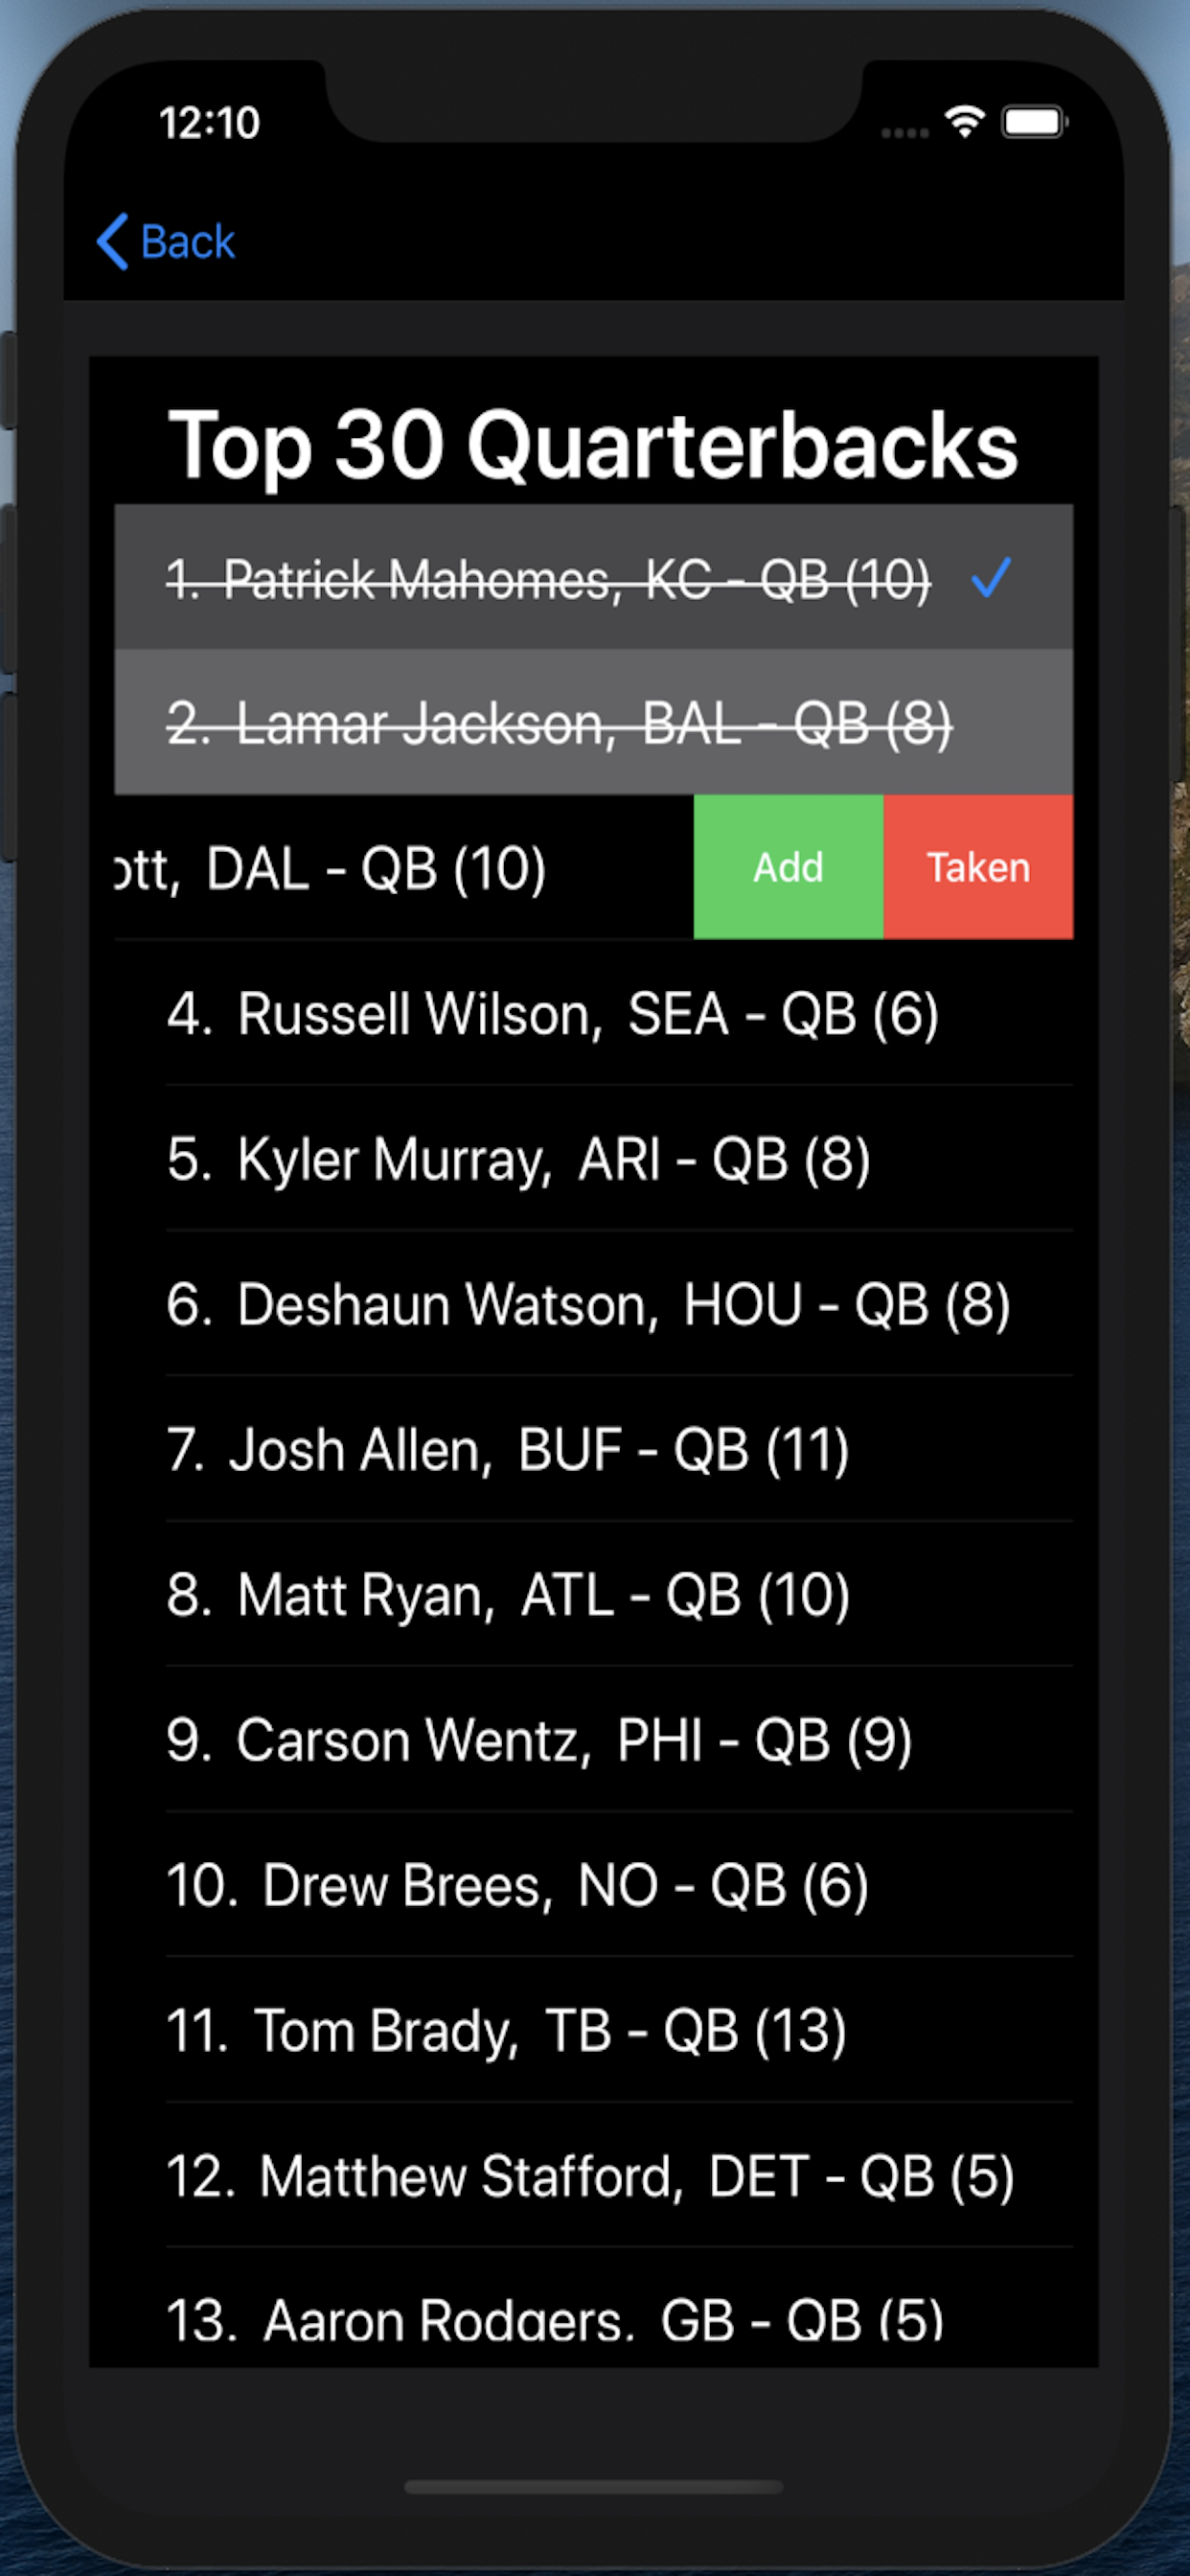 12:10
Back
Top 30 Quarterbacks
1. Patrick Mahomes, KC - QB (10)
2. Lamar Jackson, BAL - QB (8)
ott, DAL - QB (10) Add Taken
4. Russell Wilson, SEA - QB (6)
5. Kyler Murray, ARI - QB (8)
6. Deshaun Watson, HOU - QB (8)
7. Josh Allen, BUF - QB (11)
8. Matt Ryan, ATL - QB (10)
9. Carson Wentz, PHI - QB (9)
10. Drew Brees, NO - QB (6)
11. Tom Brady, TB - QB (13)
12. Matthew Stafford, DET - QB (5)
13. Aaron Rodgers, GB - QB (5)